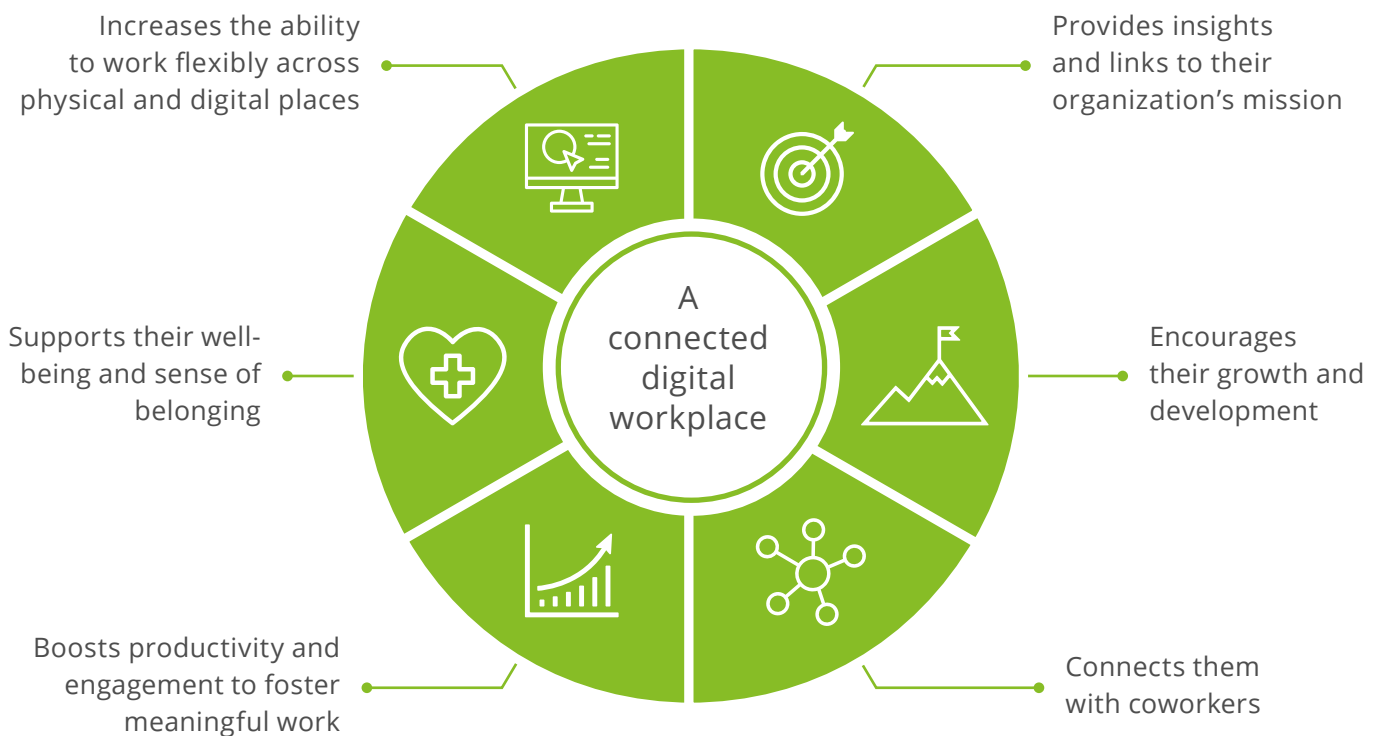 Increases the ability
to work flexibly across
physical and digital places
Provides insights
and links to their
organization’s mission
Supports their well-
being and sense of
belonging
A
connected
digital
workplace
Encourages
their growth and
development
Boosts productivity and
engagement to foster
meaningful work
Connects them
with coworkers